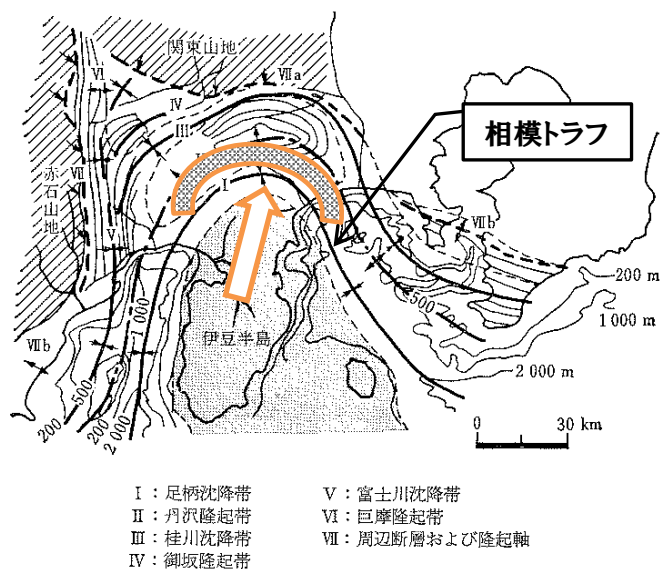 関東山地
VI
VIIa
IV
III
相模トラフ
赤石山地
VII
I
V
VIIb
200 m
500
1 000 m
1 000
伊豆半島
VIIb
2 000 m
500
200
200
2 000
0 30 km
I：足柄沈降帯
II：丹沢隆起帯
III：桂川沈降帯
IV：御坂隆起帯
V：富士川沈降帯
VI：巨摩隆起帯
VII：周辺断層および隆起軸